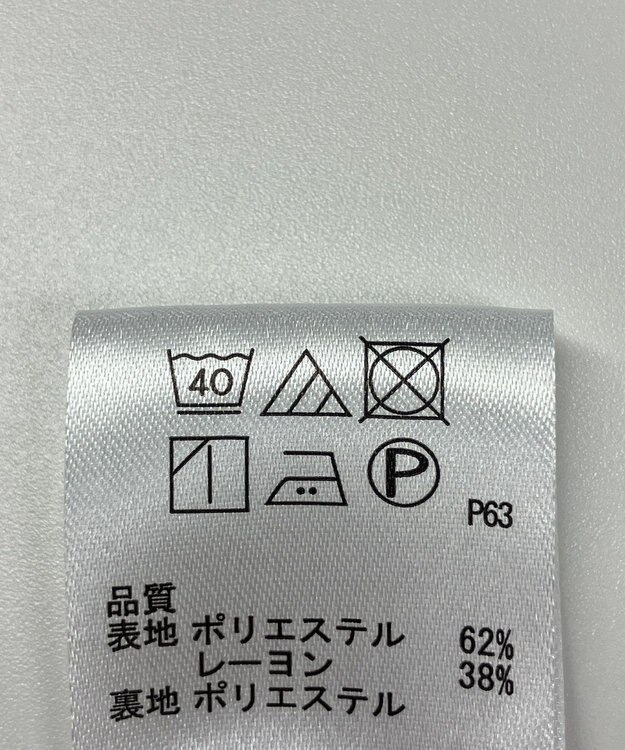 40
P
P63
品質
表地 ポリエステル 62%
レーヨン 38%
裏地 ポリエステル